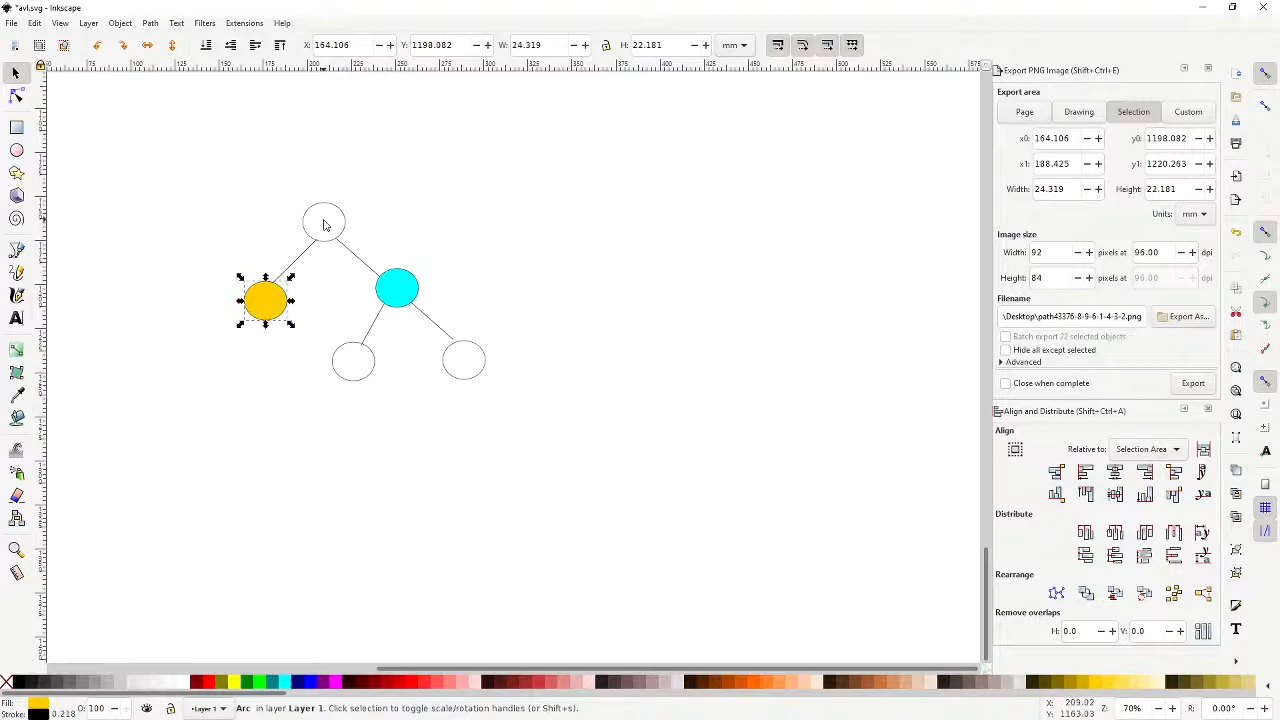 *avl.svg - Inkscape
File Edit View Layer Object Path Text Filters Extensions Help
X: 164.106 Y: 1198.082 W: 24.319 H: 22.181 mm
Export PNG Image (Shift+Ctrl+E)
Export area
Page Drawing Selection Custom
x0: 164.106 y0: 1198.082
x1: 188.425 y1: 1220.263
Width: 24.319 Height: 22.181
Units: mm
Image size
Width: 92 pixels at 96.00 dpi
Height: 84 pixels at 96.00 dpi
Filename
\Desktop\path43376-8-9-6-1-4-3-2.png Export As...
Batch export 22 selected objects
Hide all except selected
Advanced
Close when complete Export
Align and Distribute (Shift+Ctrl+A)
Align
Relative to: Selection Area
Distribute
Rearrange
Remove overlaps
H: 0.0 V: 0.0
Fill: O: 100 Layer 1 Arc in layer Layer 1. Click selection to toggle scale/rotation handles (or Shift+s). X: 209.02 Z: 70% R: 0.00°
Stroke: 0.218 Y: 1163.03